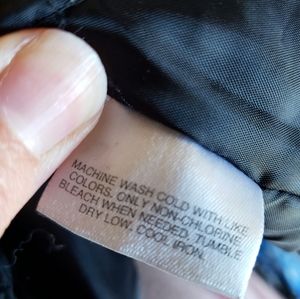 MACHINE WASH COLD WITH LIKE
COLORS. ONLY NON-CHLORINE
BLEACH WHEN NEEDED. TUMBLE
DRY LOW. COOL IRON.